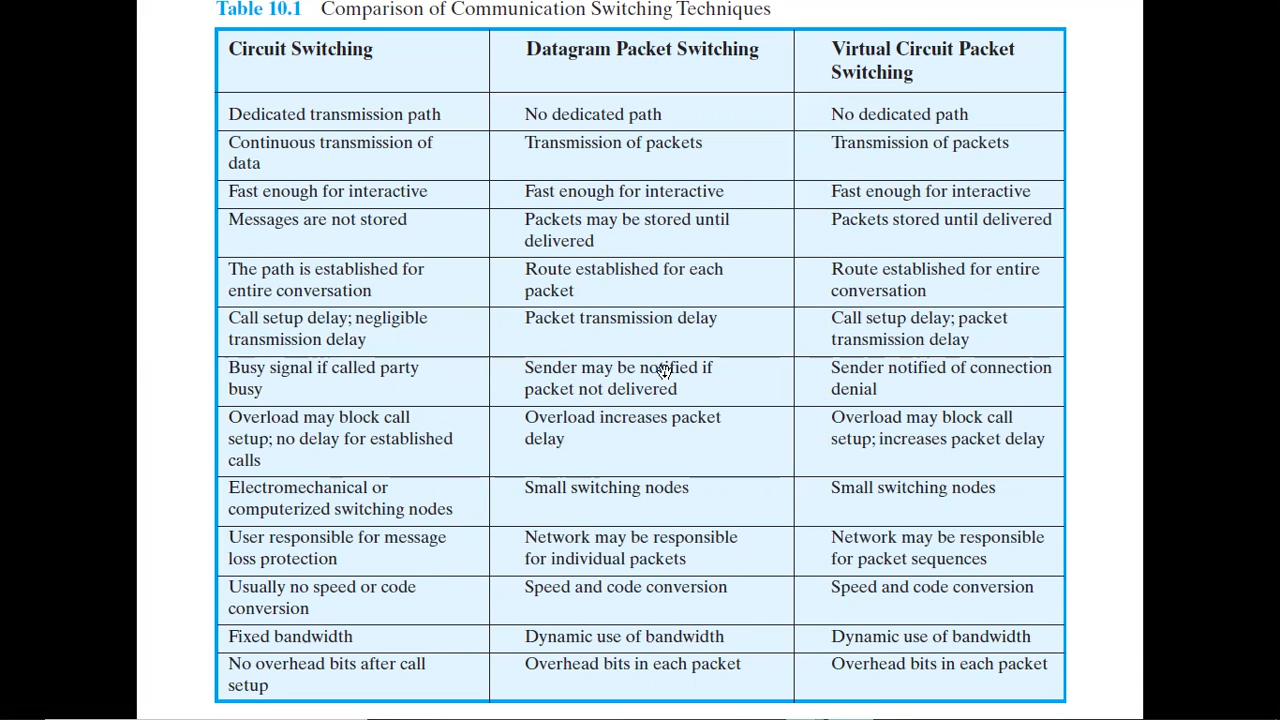 Table 10.1 Comparison of Communication Switching Techniques
Circuit Switching
Datagram Packet Switching
Virtual Circuit Packet
Switching
Dedicated transmission path
No dedicated path
No dedicated path
Continuous transmission of
data
Transmission of packets
Transmission of packets
Fast enough for interactive
Fast enough for interactive
Fast enough for interactive
Messages are not stored
Packets may be stored until
delivered
Packets stored until delivered
The path is established for
entire conversation
Route established for each
packet
Route established for entire
conversation
Call setup delay; negligible
transmission delay
Packet transmission delay
Call setup delay; packet
transmission delay
Busy signal if called party
busy
Sender may be notified if
packet not delivered
Sender notified of connection
denial
Overload may block call
setup; no delay for established
calls
Overload increases packet
delay
Overload may block call
setup; increases packet delay
Electromechanical or
computerized switching nodes
Small switching nodes
Small switching nodes
User responsible for message
loss protection
Network may be responsible
for individual packets
Network may be responsible
for packet sequences
Usually no speed or code
conversion
Speed and code conversion
Speed and code conversion
Fixed bandwidth
Dynamic use of bandwidth
Dynamic use of bandwidth
No overhead bits after call
setup
Overhead bits in each packet
Overhead bits in each packet